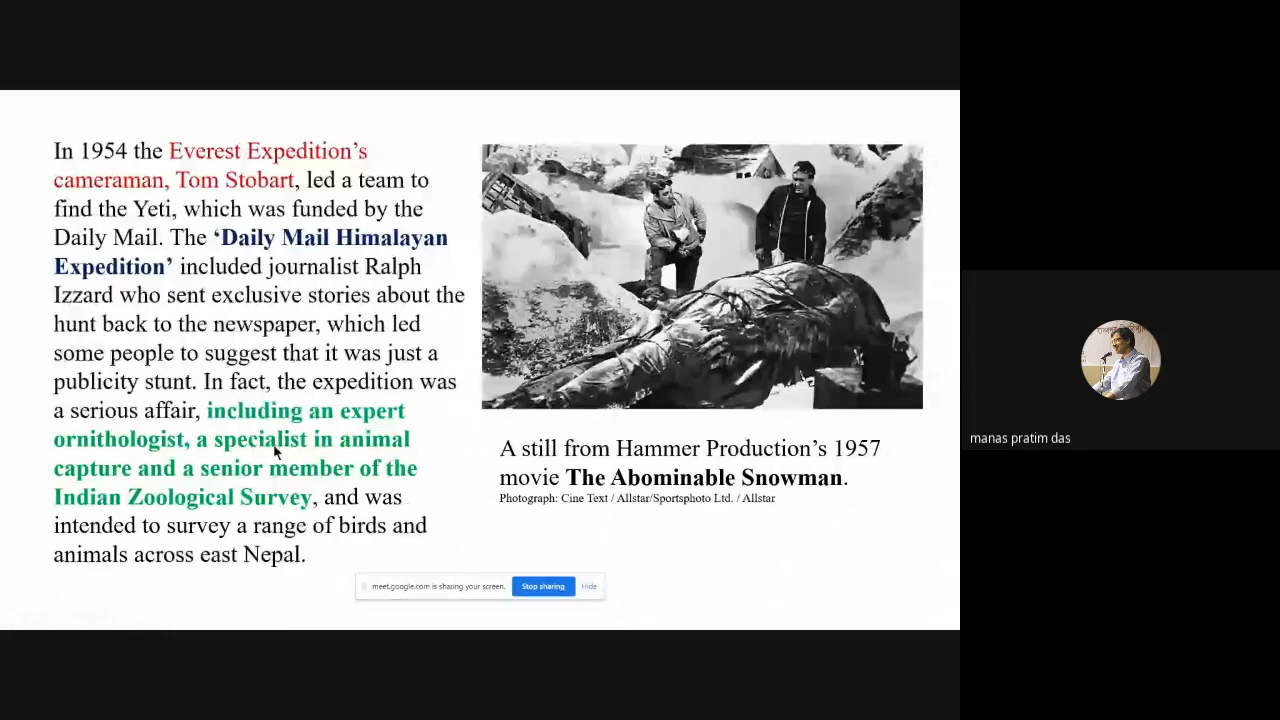 In 1954 the Everest Expedition's
cameraman, Tom Stobart, led a team to
find the Yeti, which was funded by the
Daily Mail. The ‘Daily Mail Himalayan
Expedition’ included journalist Ralph
Izzard who sent exclusive stories about the
hunt back to the newspaper, which led
some people to suggest that it was just a
publicity stunt. In fact, the expedition was
a serious affair, including an expert
ornithologist, a specialist in animal
capture and a senior member of the
Indian Zoological Survey, and was
intended to survey a range of birds and
animals across east Nepal.
A still from Hammer Production’s 1957
movie The Abominable Snowman.
Photograph: Cine Text / Allstar/Sportsphoto Ltd. / Allstar
meet.google.com is sharing your screen. Stop sharing Hide
manas pratim das